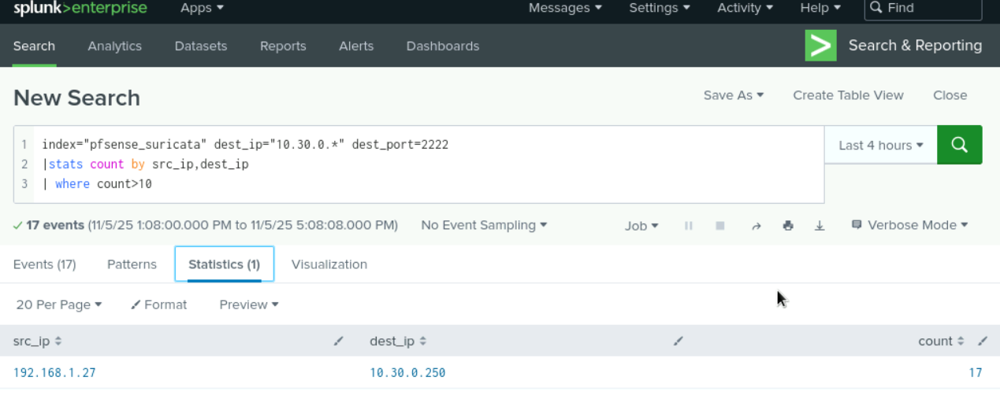 splunk>enterprise Apps Messages Settings Activity Help Find
Search Analytics Datasets Reports Alerts Dashboards > Search & Reporting
New Search Save As Create Table View Close
1 index="pfsense_suricata" dest_ip="10.30.0.*" dest_port=2222 Last 4 hours
2 |stats count by src_ip,dest_ip
3 | where count>10
✓ 17 events (11/5/25 1:08:00.000 PM to 11/5/25 5:08:08.000 PM) No Event Sampling Job Verbose Mode
Events (17) Patterns Statistics (1) Visualization
20 Per Page Format Preview
src_ip dest_ip count
192.168.1.27 10.30.0.250 17